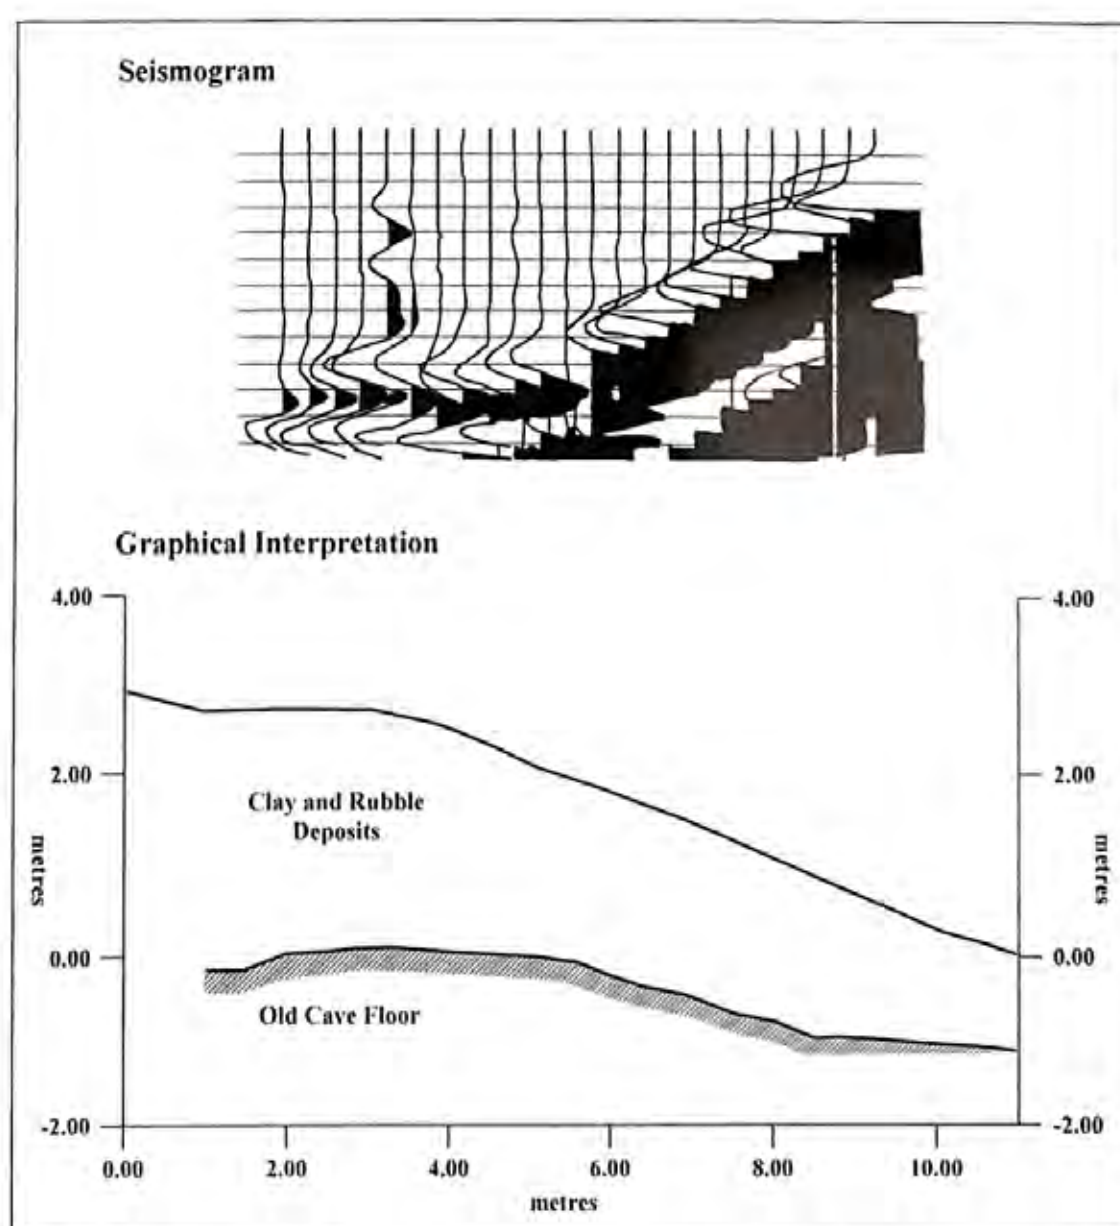 Seismogram
Graphical Interpretation
4.00
4.00
2.00
2.00
Clay and Rubble
Deposits
metres
metres
0.00
0.00
Old Cave Floor
-2.00
-2.00
0.00
2.00
4.00
6.00
8.00
10.00
metres